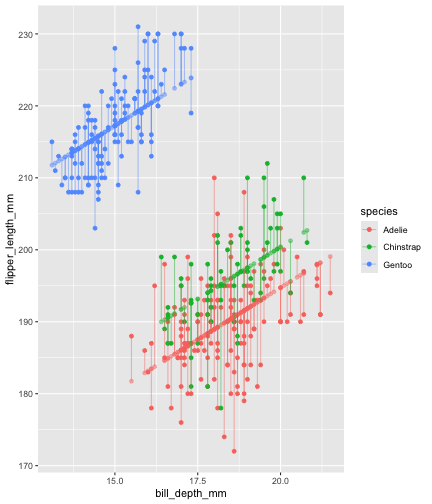 230
220
210
200
190
180
170
flipper_length_mm
15.0
17.5
20.0
bill_depth_mm
species
Adelie
Chinstrap
Gentoo